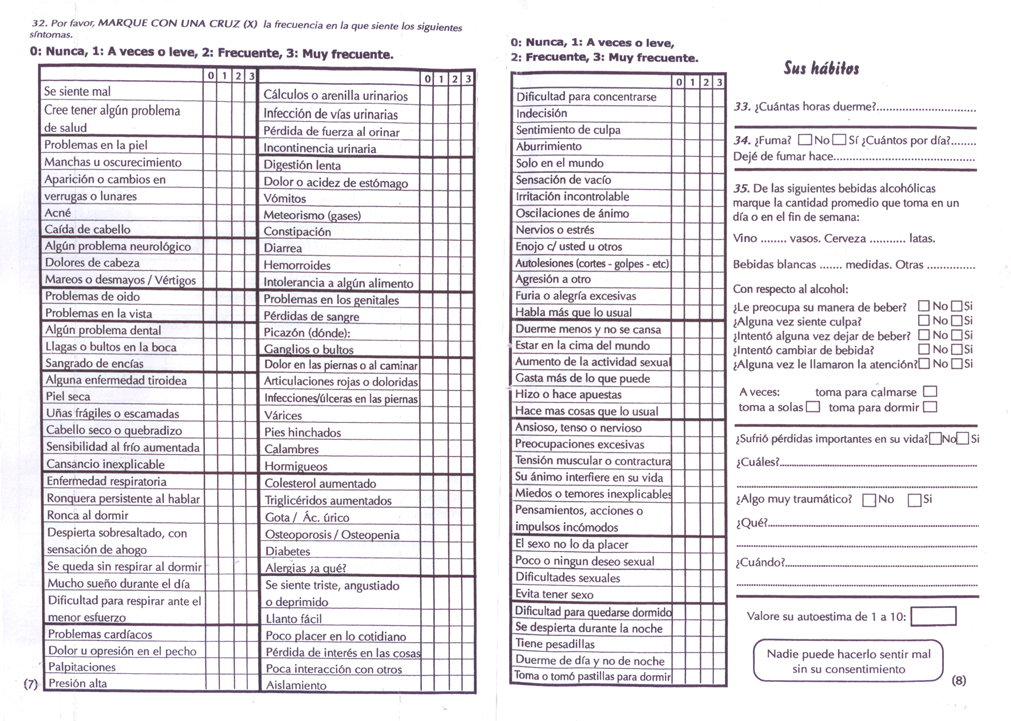 32. Por favor, MARQUE CON UNA CRUZ (X) la frecuencia en la que siente los siguientes
síntomas.
0: Nunca, 1: A veces o leve, 2: Frecuente, 3: Muy frecuente.
0 1 2 3
Se siente mal
Cree tener algún problema
de salud
Problemas en la piel
Manchas u oscurecimiento
Aparición o cambios en
verrugas o lunares
Acné
Caída de cabello
Algún problema neurológico
Dolores de cabeza
Mareos o desmayos / Vértigos
Problemas de oido
Problemas en la vista
Algún problema dental
Llagas o bultos en la boca
Sangrado de encías
Alguna enfermedad tiroidea
Piel seca
Uñas frágiles o escamadas
Cabello seco o quebradizo
Sensibilidad al frío aumentada
Cansancio inexplicable
Enfermedad respiratoria
Ronquera persistente al hablar
Ronca al dormir
Despierta sobresaltado, con
sensación de ahogo
Se queda sin respirar al dormir
Mucho sueño durante el día
Dificultad para respirar ante el
menor esfuerzo
Problemas cardíacos
Dolor u opresión en el pecho
Palpitaciones
Presión alta
(7)
0 1 2 3
Cálculos o arenilla urinarios
Infección de vías urinarias
Pérdida de fuerza al orinar
Incontinencia urinaria
Digestión lenta
Dolor o acidez de estómago
Vómitos
Meteorismo (gases)
Constipación
Diarrea
Hemorroides
Intolerancia a algún alimento
Problemas en los genitales
Pérdidas de sangre
Picazón (dónde):
Ganglios o bultos
Dolor en las piernas o al caminar
Articulaciones rojas o doloridas
Infecciones/úlceras en las piernas
Várices
Pies hinchados
Calambres
Hormigueos
Colesterol aumentado
Triglicéridos aumentados
Gota / Ác. úrico
Osteoporosis / Osteopenia
Diabetes
Alergias ¿a qué?
Se siente triste, angustiado
o deprimido
Llanto fácil
Poco placer en lo cotidiano
Pérdida de interés en las cosas
Poca interacción con otros
Aislamiento
0: Nunca, 1: A veces o leve,
2: Frecuente, 3: Muy frecuente.
0 1 2 3
Dificultad para concentrarse
Indecisión
Sentimiento de culpa
Aburrimiento
Solo en el mundo
Sensación de vacío
Irritación incontrolable
Oscilaciones de ánimo
Nervios o estrés
Enojo c/ usted u otros
Autolesiones (cortes - golpes - etc)
Agresión a otro
Furia o alegría excesivas
Habla más que lo usual
Duerme menos y no se cansa
Estar en la cima del mundo
Aumento de la actividad sexual
Gasta más de lo que puede
Hizo o hace apuestas
Hace mas cosas que lo usual
Ansioso, tenso o nervioso
Preocupaciones excesivas
Tensión muscular o contractura
Su ánimo interfiere en su vida
Miedos o temores inexplicables
Pensamientos, acciones o
impulsos incómodos
El sexo no lo da placer
Poco o ningun deseo sexual
Dificultades sexuales
Evita tener sexo
Dificultad para quedarse dormido
Se despierta durante la noche
Tiene pesadillas
Duerme de día y no de noche
Toma o tomó pastillas para dormir
Sus hábitos
33. ¿Cuántas horas duerme?..............................
34. ¿Fuma? No Sí ¿Cuántos por día?........
Dejé de fumar hace...........................................
35. De las siguientes bebidas alcohólicas
marque la cantidad promedio que toma en un
día o en el fin de semana:
Vino ........ vasos. Cerveza ........... latas.
Bebidas blancas ....... medidas. Otras ...............
Con respecto al alcohol:
¿Le preocupa su manera de beber? No Si
¿Alguna vez siente culpa? No Si
¿Intentó alguna vez dejar de beber? No Si
¿Intentó cambiar de bebida? No Si
¿Alguna vez le llamaron la atención? No Si
A veces: toma para calmarse
toma a solas toma para dormir
¿Sufrió pérdidas importantes en su vida? No Si
¿Cuáles?............................................................
............................................................
¿Algo muy traumático? No Si
¿Qué?............................................................
............................................................
¿Cuándo?............................................................
............................................................
Valore su autoestima de 1 a 10:
Nadie puede hacerlo sentir mal
sin su consentimiento
(8)